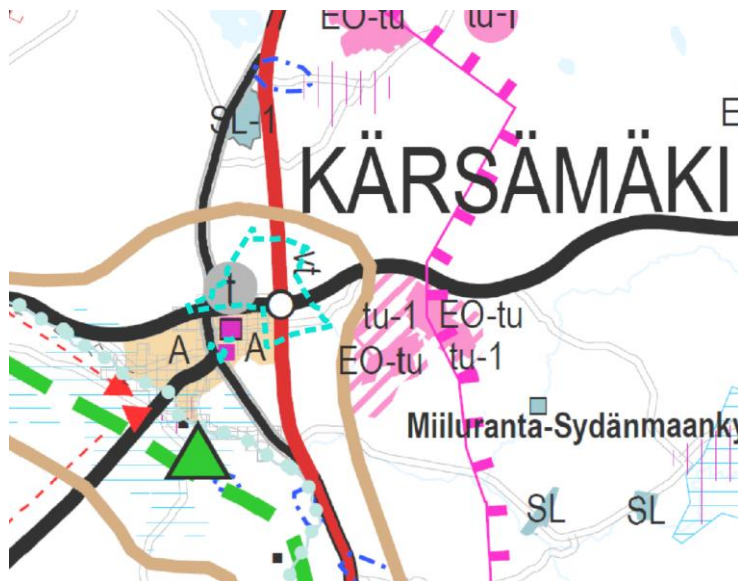 EO-tu
tu-1
SL-1
E
KÄRSÄMÄKI
vt
t
tu-1
EO-tu
A
A
EO-tu
tu-1
Miiluranta-Sydänmaanky
SL
SL